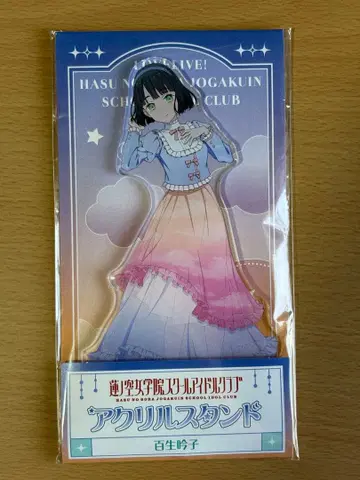 LOVELIVE!
HASU NO SORA JOGAKUIN
SCHOOL IDOL CLUB
蓮ノ空女学院スクールアイドルクラブ
HASU NO SORA JOGAKUIN SCHOOL IDOL CLUB
アクリルスタンド
百生吟子